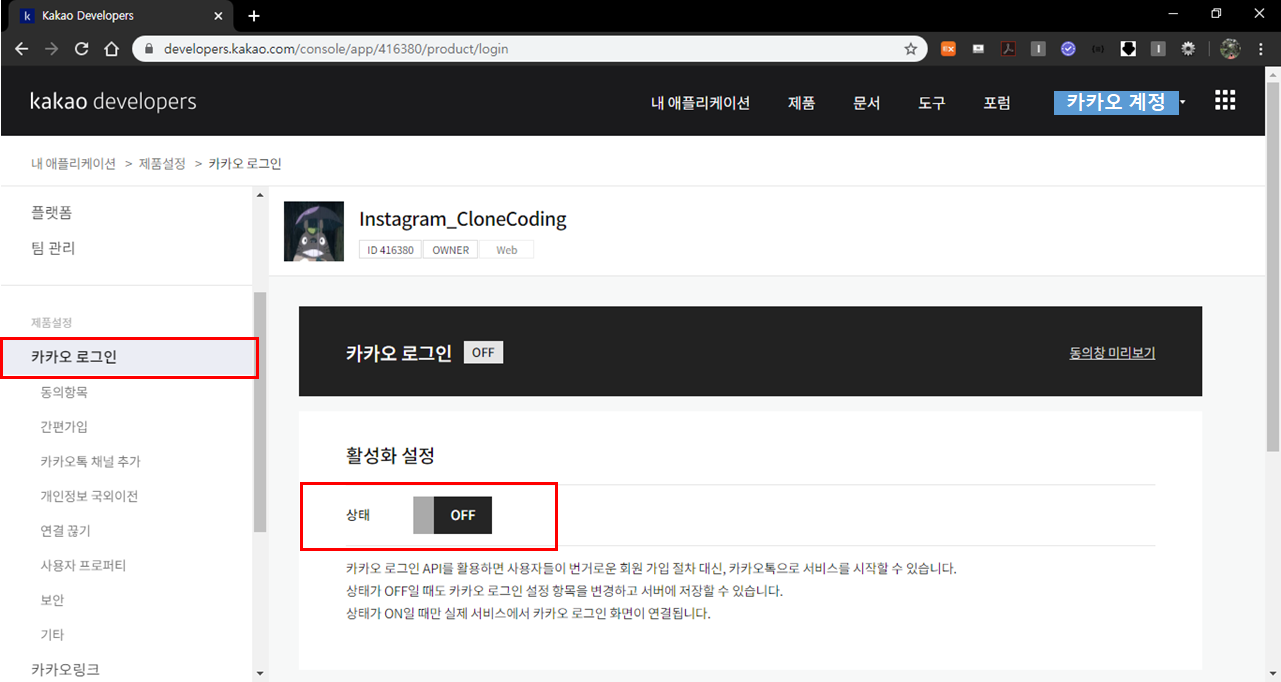 Kakao Developers
developers.kakao.com/console/app/416380/product/login
kakao developers
내 애플리케이션 제품 문서 도구 포럼 카카오 계정
내 애플리케이션 > 제품설정 > 카카오 로그인
플랫폼
팀 관리
제품설정
카카오 로그인
동의항목
간편가입
카카오톡 채널 추가
개인정보 국외이전
연결 끊기
사용자 프로퍼티
보안
기타
카카오링크
Instagram_CloneCoding
ID 416380 OWNER Web
카카오 로그인 OFF 동의창 미리보기
활성화 설정
상태 OFF
카카오 로그인 API를 활용하면 사용자들이 번거로운 회원 가입 절차 대신, 카카오톡으로 서비스를 시작할 수 있습니다.
상태가 OFF일 때도 카카오 로그인 설정 항목을 변경하고 서버에 저장할 수 있습니다.
상태가 ON일 때만 실제 서비스에서 카카오 로그인 화면이 연결됩니다.